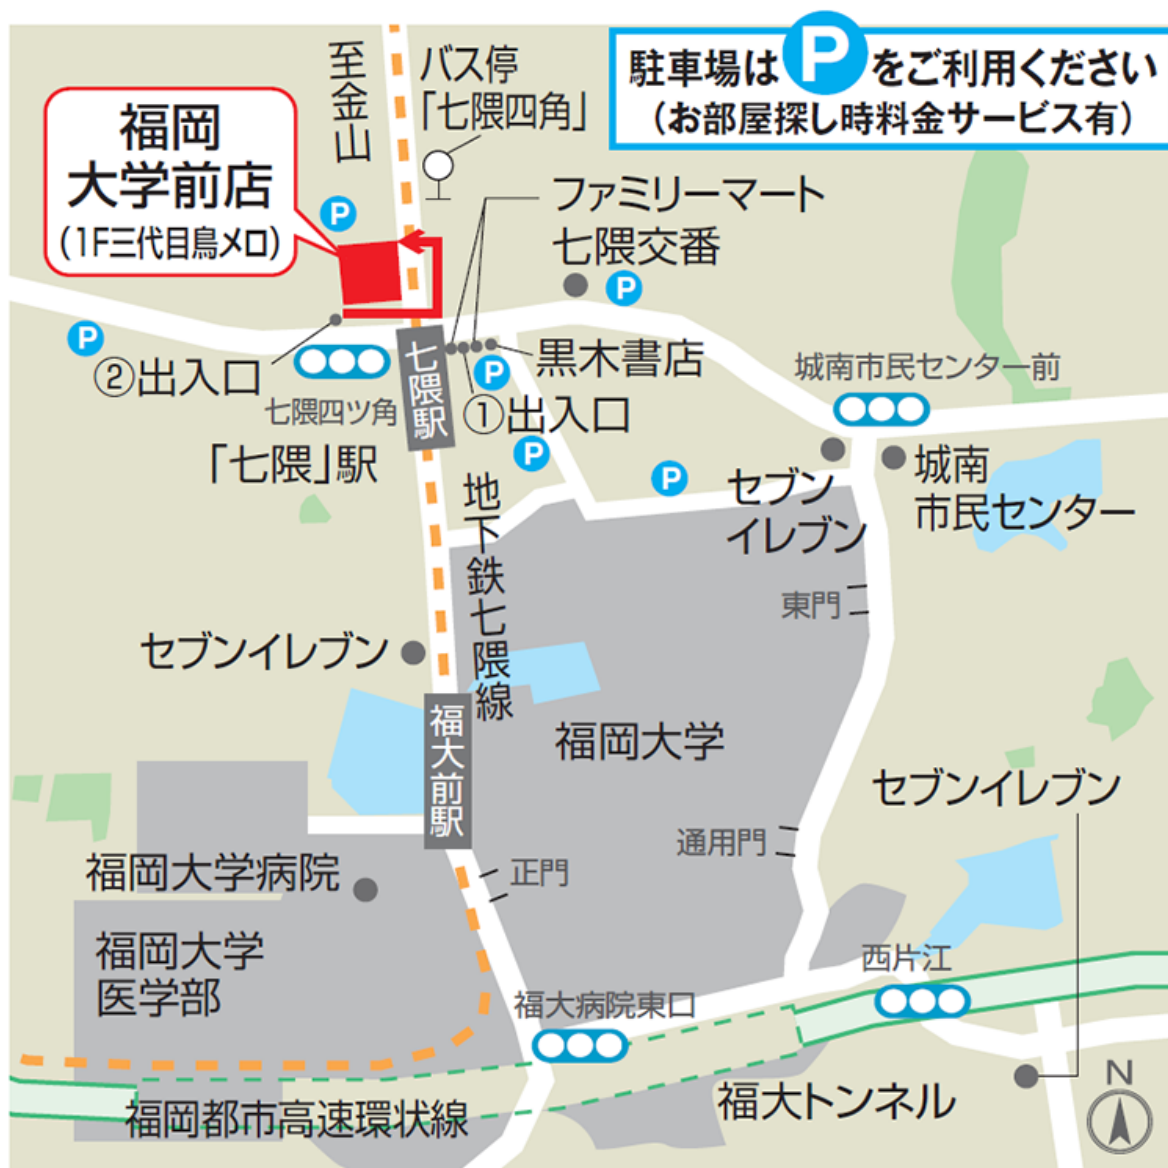 駐車場はPをご利用ください
（お部屋探し時料金サービス有）
至金山
バス停
「七隈四角」
福岡
大学前店
（1F三代目鳥メロ）
P
ファミリーマート
七隈交番
P
P
②出入口
七隈四ツ角
七隈駅
「七隈」駅
黒木書店
P
①出入口
P
P
城南市民センター前
セブン
イレブン
城南
市民センター
地下鉄七隈線
東門
セブンイレブン
福大前駅
福岡大学
セブンイレブン
通用門
正門
福岡大学病院
福岡大学
医学部
西片江
福大病院東口
福大トンネル
福岡都市高速環状線
N